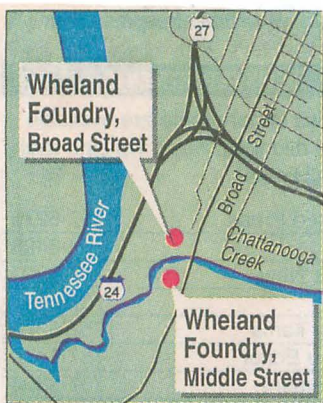 27
Wheland
Foundry,
Broad Street
Broad Street
Tennessee River
Chattanooga
Creek
24
Wheland
Foundry,
Middle Street